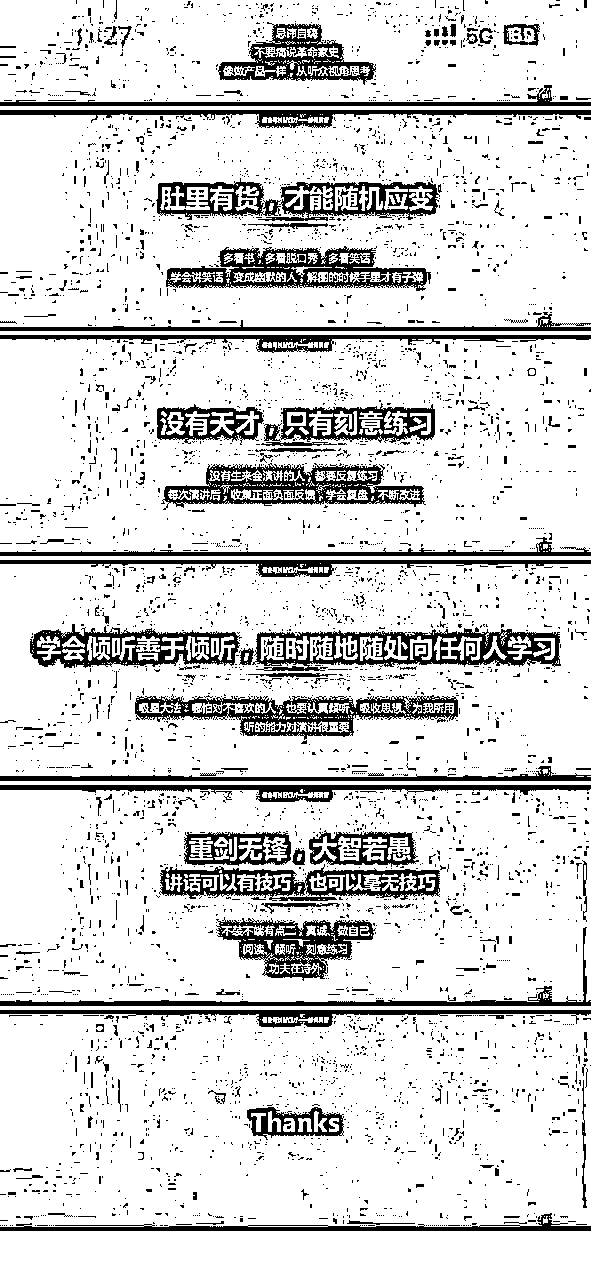 11:27
5G 80
忌讳自嗨
不要痛说革命家史
像做产品一样，从听众视角思考
肚里有货，才能随机应变
多看书，多看脱口秀，多看笑话
学会讲笑话，变成幽默的人，解围的时候手里才有子弹
没有天才，只有刻意练习
没有生来会演讲的人，都要反复练习
每次演讲后，收集正面负面反馈，学会复盘，不断改进
学会倾听善于倾听，随时随地随处向任何人学习
吸星大法：哪怕对不喜欢的人，也要认真倾听、吸收思想、为我所用
听的能力对演讲很重要
重剑无锋，大智若愚
讲话可以有技巧，也可以毫无技巧
不装不端有点二，真诚、做自己
阅读、倾听、刻意练习
功夫在诗外
Thanks